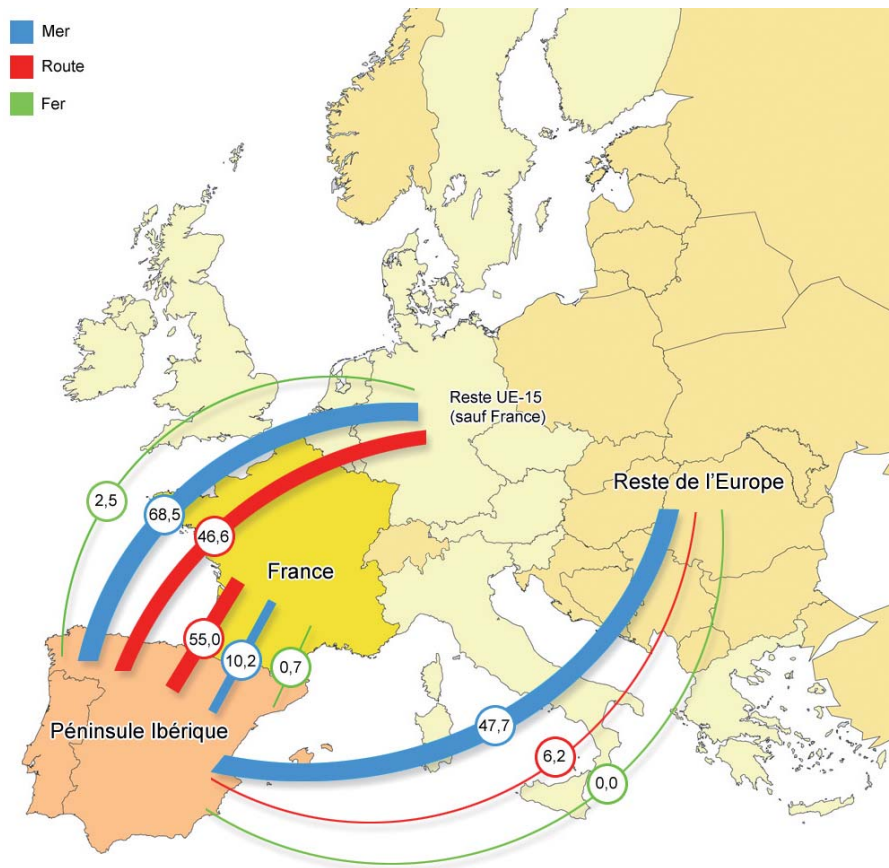 Mer
Route
Fer
Reste UE-15
(sauf France)
Reste de l'Europe
2,5
68,5
46,6
France
55,0
10,2
0,7
Péninsule Ibérique
47,7
6,2
0,0